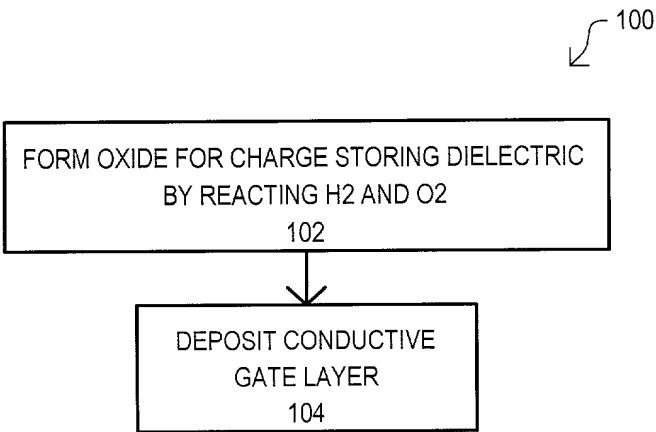 100
FORM OXIDE FOR CHARGE STORING DIELECTRIC
BY REACTING H2 AND O2
102
DEPOSIT CONDUCTIVE
GATE LAYER
104